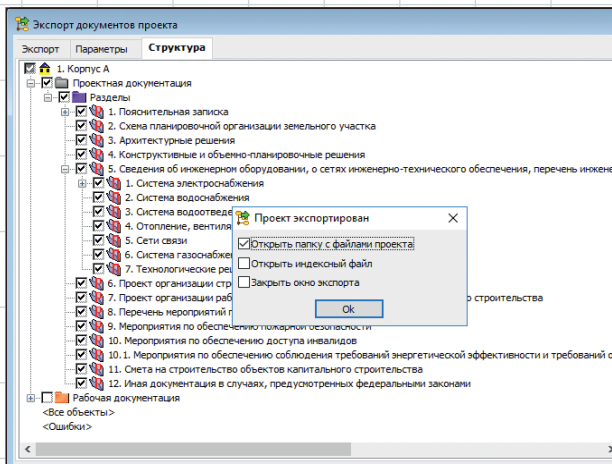 Экспорт документов проекта
Экспорт Параметры Структура
1. Корпус А
Проектная документация
Разделы
1. Пояснительная записка
2. Схема планировочной организации земельного участка
3. Архитектурные решения
4. Конструктивные и объемно-планировочные решения
5. Сведения об инженерном оборудовании, о сетях инженерно-технического обеспечения, перечень инжене
1. Система электроснабжения
2. Система водоснабжения
3. Система водоотведе
4. Отопление, вентиля
5. Сети связи
6. Система газоснабже
7. Технологические ре
6. Проект организации стр
7. Проект организации раб
о строительства
8. Перечень мероприятий
9. Мероприятия по обеспечению пожарной безопасности
10. Мероприятия по обеспечению доступа инвалидов
10.1. Мероприятия по обеспечению соблюдения требований энергетической эффективности и требований о
11. Смета на строительство объектов капитального строительства
12. Иная документация в случаях, предусмотренных федеральными законами
Рабочая документация
<Все объекты>
<Ошибки>
Проект экспортирован
Открыть папку с файлами проекта
Открыть индексный файл
Закрыть окно экспорта
Ok